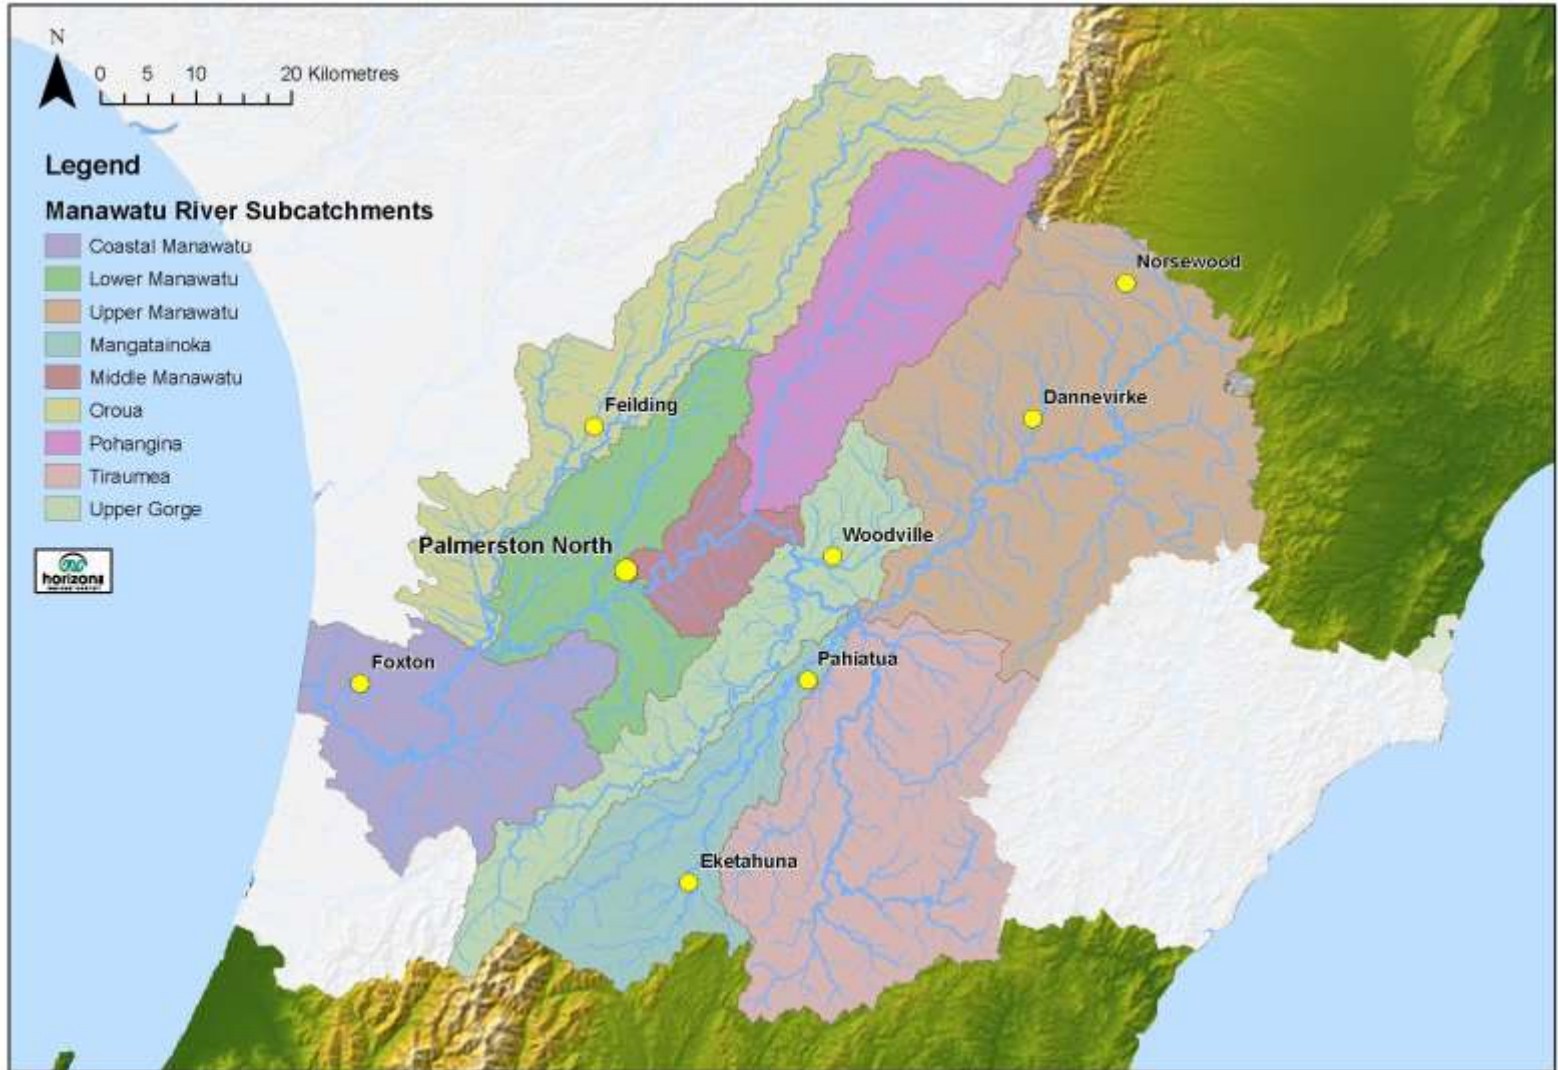 N
0 5 10 20 Kilometres
Legend
Manawatu River Subcatchments
Coastal Manawatu
Lower Manawatu
Upper Manawatu
Mangatainoka
Middle Manawatu
Oroua
Pohangina
Tiraumea
Upper Gorge
horizons
Norsewood
Dannevirke
Feilding
Palmerston North
Woodville
Foxton
Pahiatua
Eketahuna